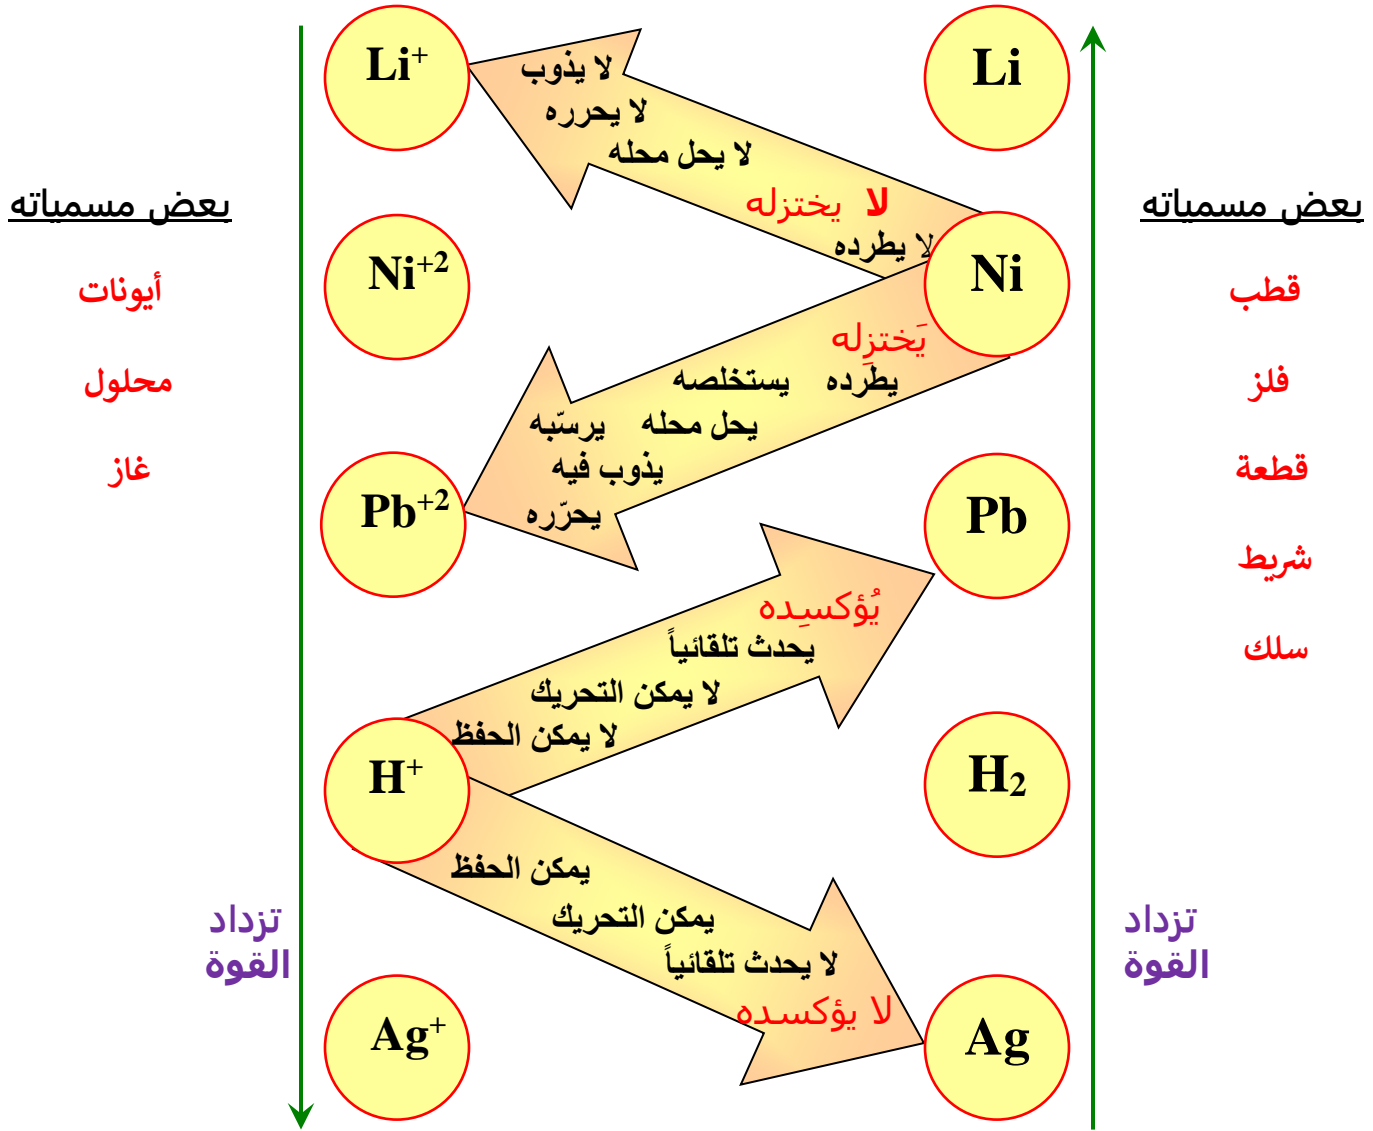 Li⁺
Li
لا يذوب
لا يحرره
لا يحل محله
لا يختزله
لا يطرده
بعض مسمياته
بعض مسمياته
Ni⁺²
Ni
أيونات
محلول
غاز
قطب
فلز
قطعة
شريط
سلك
يَختزِله
يطرده يستخلصه
يحل محله يرسّبه
يذوب فيه
يحرّره
Pb⁺²
Pb
يُؤكسِده
يحدث تلقائياً
لا يمكن التحريك
لا يمكن الحفظ
H⁺
H₂
يمكن الحفظ
يمكن التحريك
لا يحدث تلقائياً
لا يؤكسده
تزداد
القوة
تزداد
القوة
Ag⁺
Ag